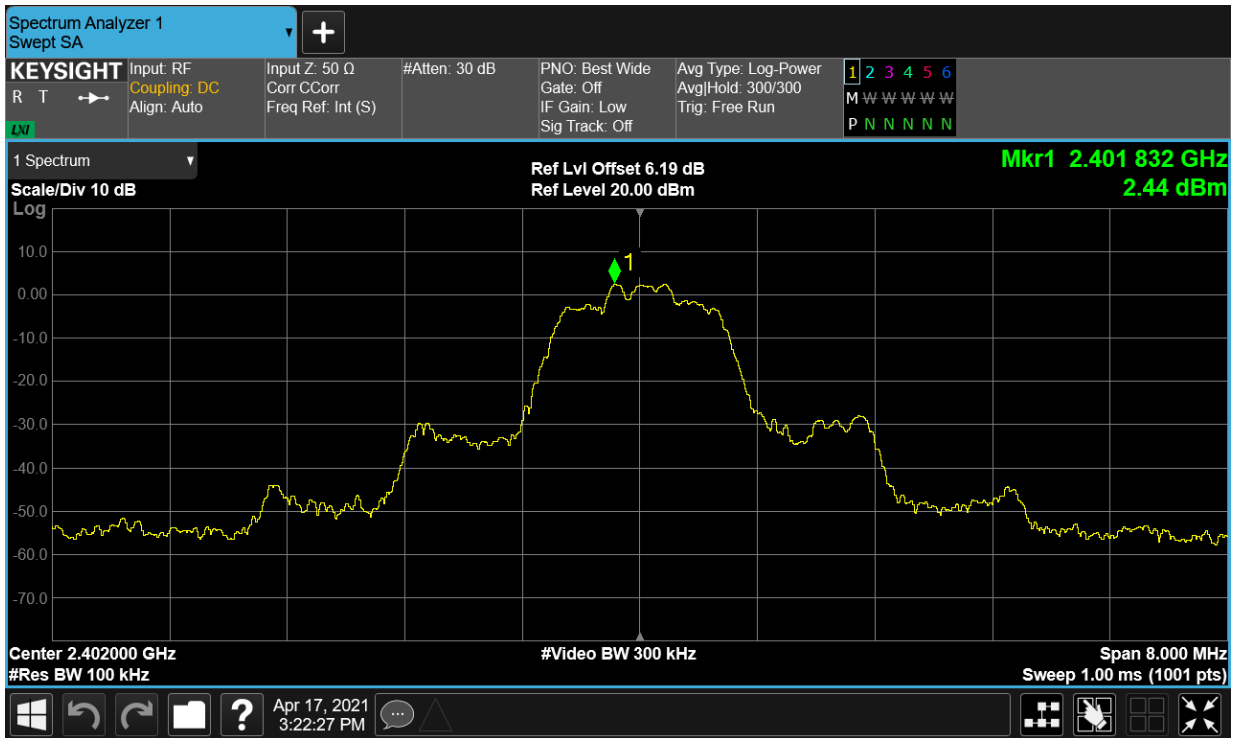 Spectrum Analyzer 1
Swept SA
KEYSIGHT
R T
LXI
Input: RF
Coupling: DC
Align: Auto
Input Z: 50 Ω
Corr CCorr
Freq Ref: Int (S)
#Atten: 30 dB
PNO: Best Wide
Gate: Off
IF Gain: Low
Sig Track: Off
Avg Type: Log-Power
Avg|Hold: 300/300
Trig: Free Run
1 2 3 4 5 6
M W W W W W
P N N N N N
1 Spectrum
Scale/Div 10 dB
Log
Ref Lvl Offset 6.19 dB
Ref Level 20.00 dBm
Mkr1 2.401 832 GHz
2.44 dBm
1
10.0
0.00
-10.0
-20.0
-30.0
-40.0
-50.0
-60.0
-70.0
Center 2.402000 GHz
#Res BW 100 kHz
#Video BW 300 kHz
Span 8.000 MHz
Sweep 1.00 ms (1001 pts)
?
Apr 17, 2021
3:22:27 PM